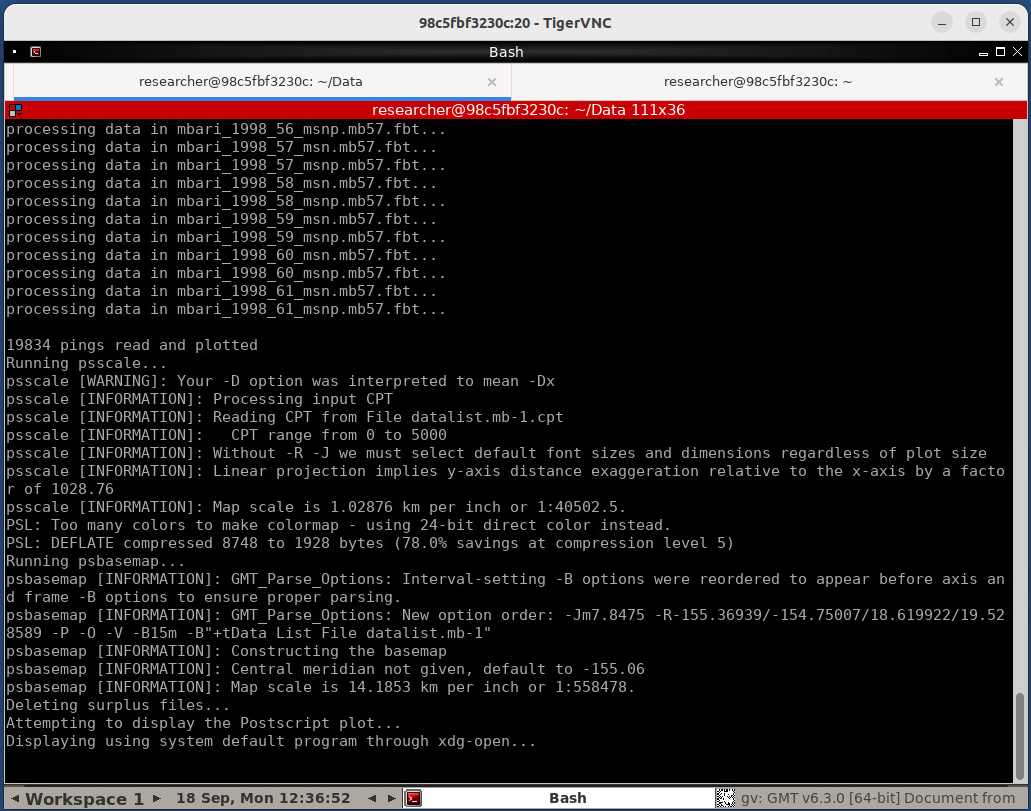 98c5fbf3230c:20 - TigerVNC
Bash
researcher@98c5fbf3230c: ~/Data
researcher@98c5fbf3230c: ~
researcher@98c5fbf3230c: ~/Data 111x36
processing data in mbari_1998_56_msnp.mb57.fbt...
processing data in mbari_1998_57_msn.mb57.fbt...
processing data in mbari_1998_57_msnp.mb57.fbt...
processing data in mbari_1998_58_msn.mb57.fbt...
processing data in mbari_1998_58_msnp.mb57.fbt...
processing data in mbari_1998_59_msn.mb57.fbt...
processing data in mbari_1998_59_msnp.mb57.fbt...
processing data in mbari_1998_60_msn.mb57.fbt...
processing data in mbari_1998_60_msnp.mb57.fbt...
processing data in mbari_1998_61_msn.mb57.fbt...
processing data in mbari_1998_61_msnp.mb57.fbt...
19834 pings read and plotted
Running psscale...
psscale [WARNING]: Your -D option was interpreted to mean -Dx
psscale [INFORMATION]: Processing input CPT
psscale [INFORMATION]: Reading CPT from File datalist.mb-1.cpt
psscale [INFORMATION]:   CPT range from 0 to 5000
psscale [INFORMATION]: Without -R -J we must select default font sizes and dimensions regardless of plot size
psscale [INFORMATION]: Linear projection implies y-axis distance exaggeration relative to the x-axis by a facto
r of 1028.76
psscale [INFORMATION]: Map scale is 1.02876 km per inch or 1:40502.5.
PSL: Too many colors to make colormap - using 24-bit direct color instead.
PSL: DEFLATE compressed 8748 to 1928 bytes (78.0% savings at compression level 5)
Running psbasemap...
psbasemap [INFORMATION]: GMT_Parse_Options: Interval-setting -B options were reordered to appear before axis an
d frame -B options to ensure proper parsing.
psbasemap [INFORMATION]: GMT_Parse_Options: New option order: -Jm7.8475 -R-155.36939/-154.75007/18.619922/19.52
8589 -P -O -V -B15m -B"+tData List File datalist.mb-1"
psbasemap [INFORMATION]: Constructing the basemap
psbasemap [INFORMATION]: Central meridian not given, default to -155.06
psbasemap [INFORMATION]: Map scale is 14.1853 km per inch or 1:558478.
Deleting surplus files...
Attempting to display the Postscript plot...
Displaying using system default program through xdg-open...
Workspace 1 18 Sep, Mon 12:36:52 Bash gv: GMT v6.3.0 [64-bit] Document from